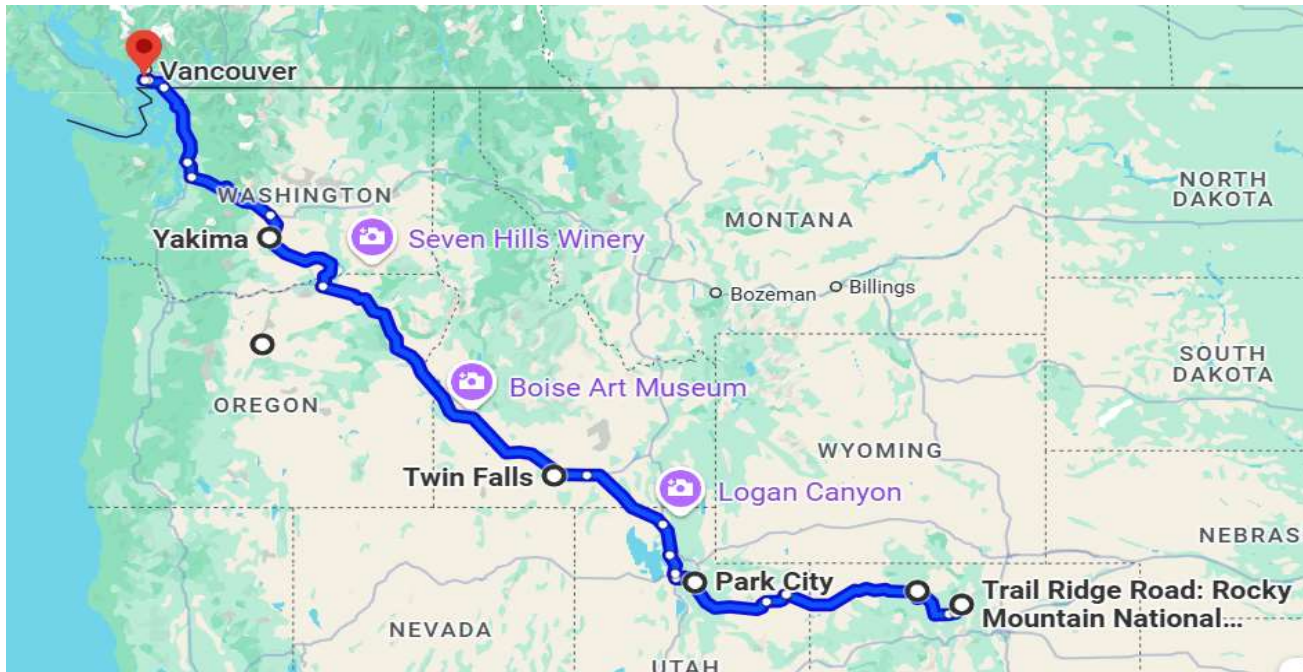 Vancouver
WASHINGTON
NORTH
DAKOTA
MONTANA
Yakima
Seven Hills Winery
Bozeman
Billings
SOUTH
DAKOTA
Boise Art Museum
OREGON
WYOMING
Twin Falls
Logan Canyon
NEBRAS
Park City
Trail Ridge Road: Rocky
Mountain National...
NEVADA
UTAH